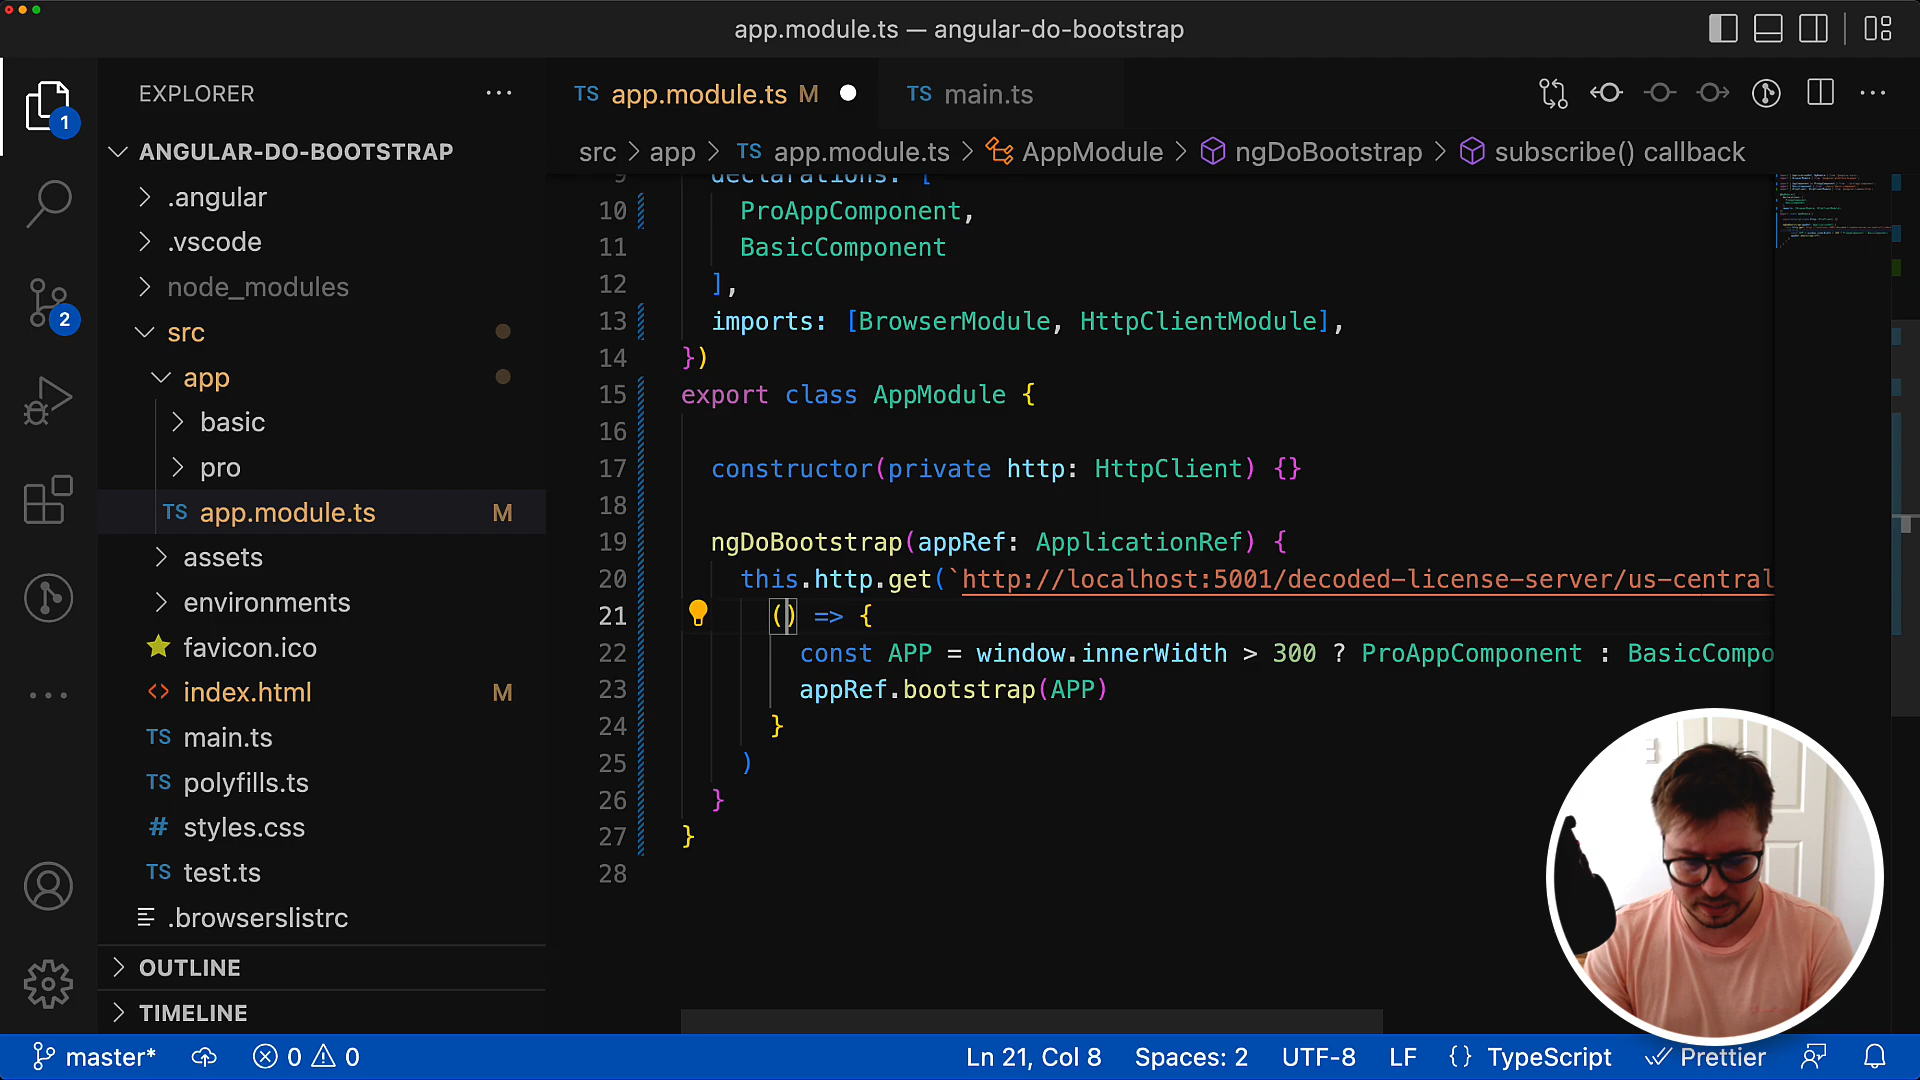 app.module.ts — angular-do-bootstrap
EXPLORER
1
ANGULAR-DO-BOOTSTRAP
.angular
.vscode
node_modules
2
src
app
basic
pro
TS app.module.ts M
assets
environments
favicon.ico
<> index.html M
TS main.ts
TS polyfills.ts
# styles.css
TS test.ts
.browserslistrc
OUTLINE
TIMELINE
TS app.module.ts M
TS main.ts
src > app > TS app.module.ts > AppModule > ngDoBootstrap > subscribe() callback
9 declarations: [
10 ProAppComponent,
11 BasicComponent
12 ],
13 imports: [BrowserModule, HttpClientModule],
14 })
15 export class AppModule {
16
17 constructor(private http: HttpClient) {}
18
19 ngDoBootstrap(appRef: ApplicationRef) {
20 this.http.get(`http://localhost:5001/decoded-license-server/us-central
21 () => {
22 const APP = window.innerWidth > 300 ? ProAppComponent : BasicCompo
23 appRef.bootstrap(APP)
24 }
25 )
26 }
27 }
28
master* 0 0 Ln 21, Col 8 Spaces: 2 UTF-8 LF {} TypeScript Prettier